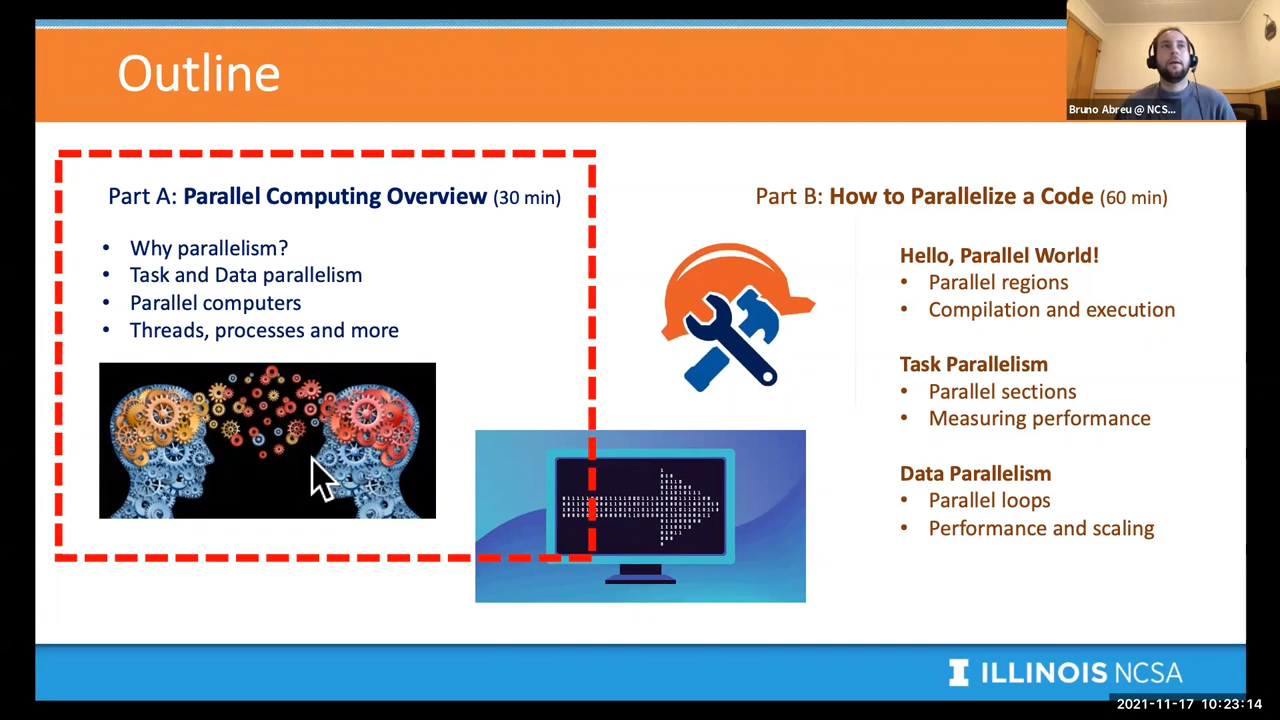 Outline
Bruno Abreu @ NCS...
Part A: Parallel Computing Overview (30 min)
• Why parallelism?
• Task and Data parallelism
• Parallel computers
• Threads, processes and more
Part B: How to Parallelize a Code (60 min)
Hello, Parallel World!
• Parallel regions
• Compilation and execution
Task Parallelism
• Parallel sections
• Measuring performance
Data Parallelism
• Parallel loops
• Performance and scaling
I ILLINOIS NCSA
2021-11-17 10:23:14